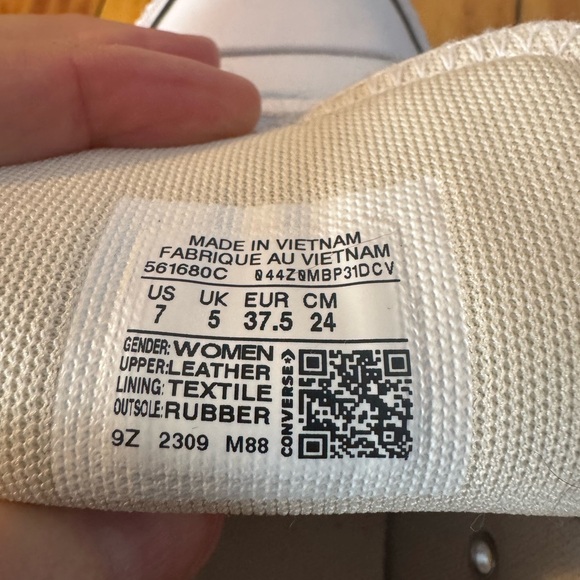 MADE IN VIETNAM
FABRIQUE AU VIETNAM
561680C 044Z0MBP31DCV
US UK EUR CM
7 5 37.5 24
GENDER: WOMEN
UPPER: LEATHER
LINING: TEXTILE
OUTSOLE: RUBBER
9Z 2309 M88
CONVERSE